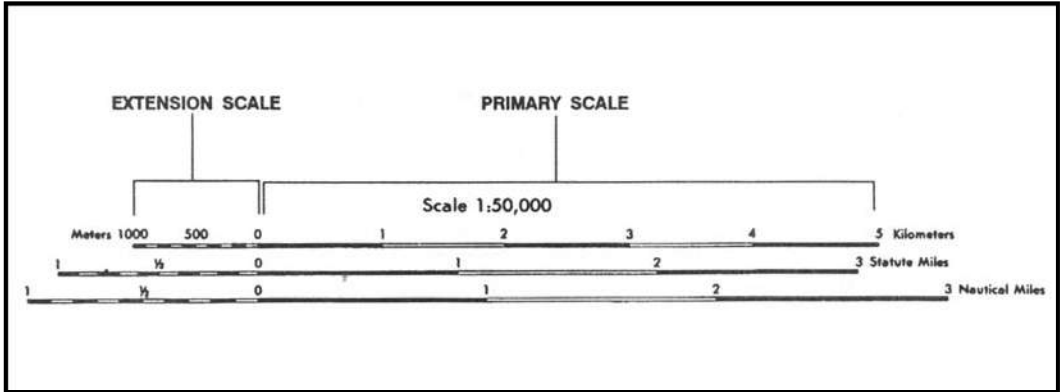 EXTENSION SCALE PRIMARY SCALE
Scale 1:50,000
Meters 1000 500 0 1 2 3 4 5 Kilometers
1 ½ 0 1 2 3 Statute Miles
1 ½ 0 1 2 3 Nautical Miles